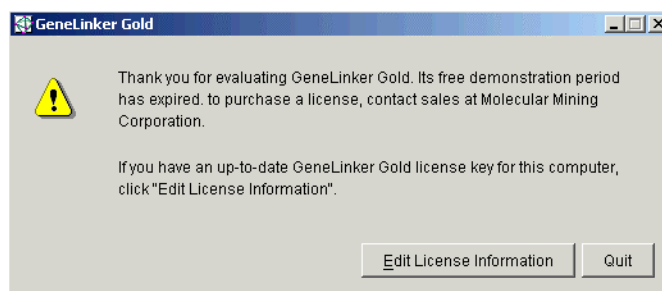 GeneLinker Gold
Thank you for evaluating GeneLinker Gold. Its free demonstration period
has expired. to purchase a license, contact sales at Molecular Mining
Corporation.
If you have an up-to-date GeneLinker Gold license key for this computer,
click "Edit License Information".
Edit License Information
Quit